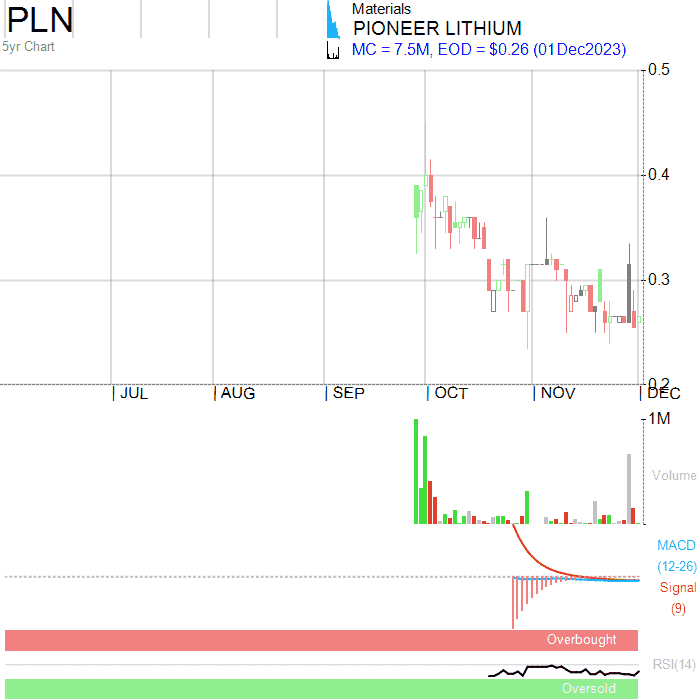 PLN
5yr Chart
Materials
PIONEER LITHIUM
MC = 7.5M, EOD = $0.26 (01Dec2023)
0.5
0.4
0.3
0.2
JUL AUG SEP OCT NOV DEC
1M
Volume
MACD
(12-26)
Signal
(9)
Overbought
RSI(14)
Oversold